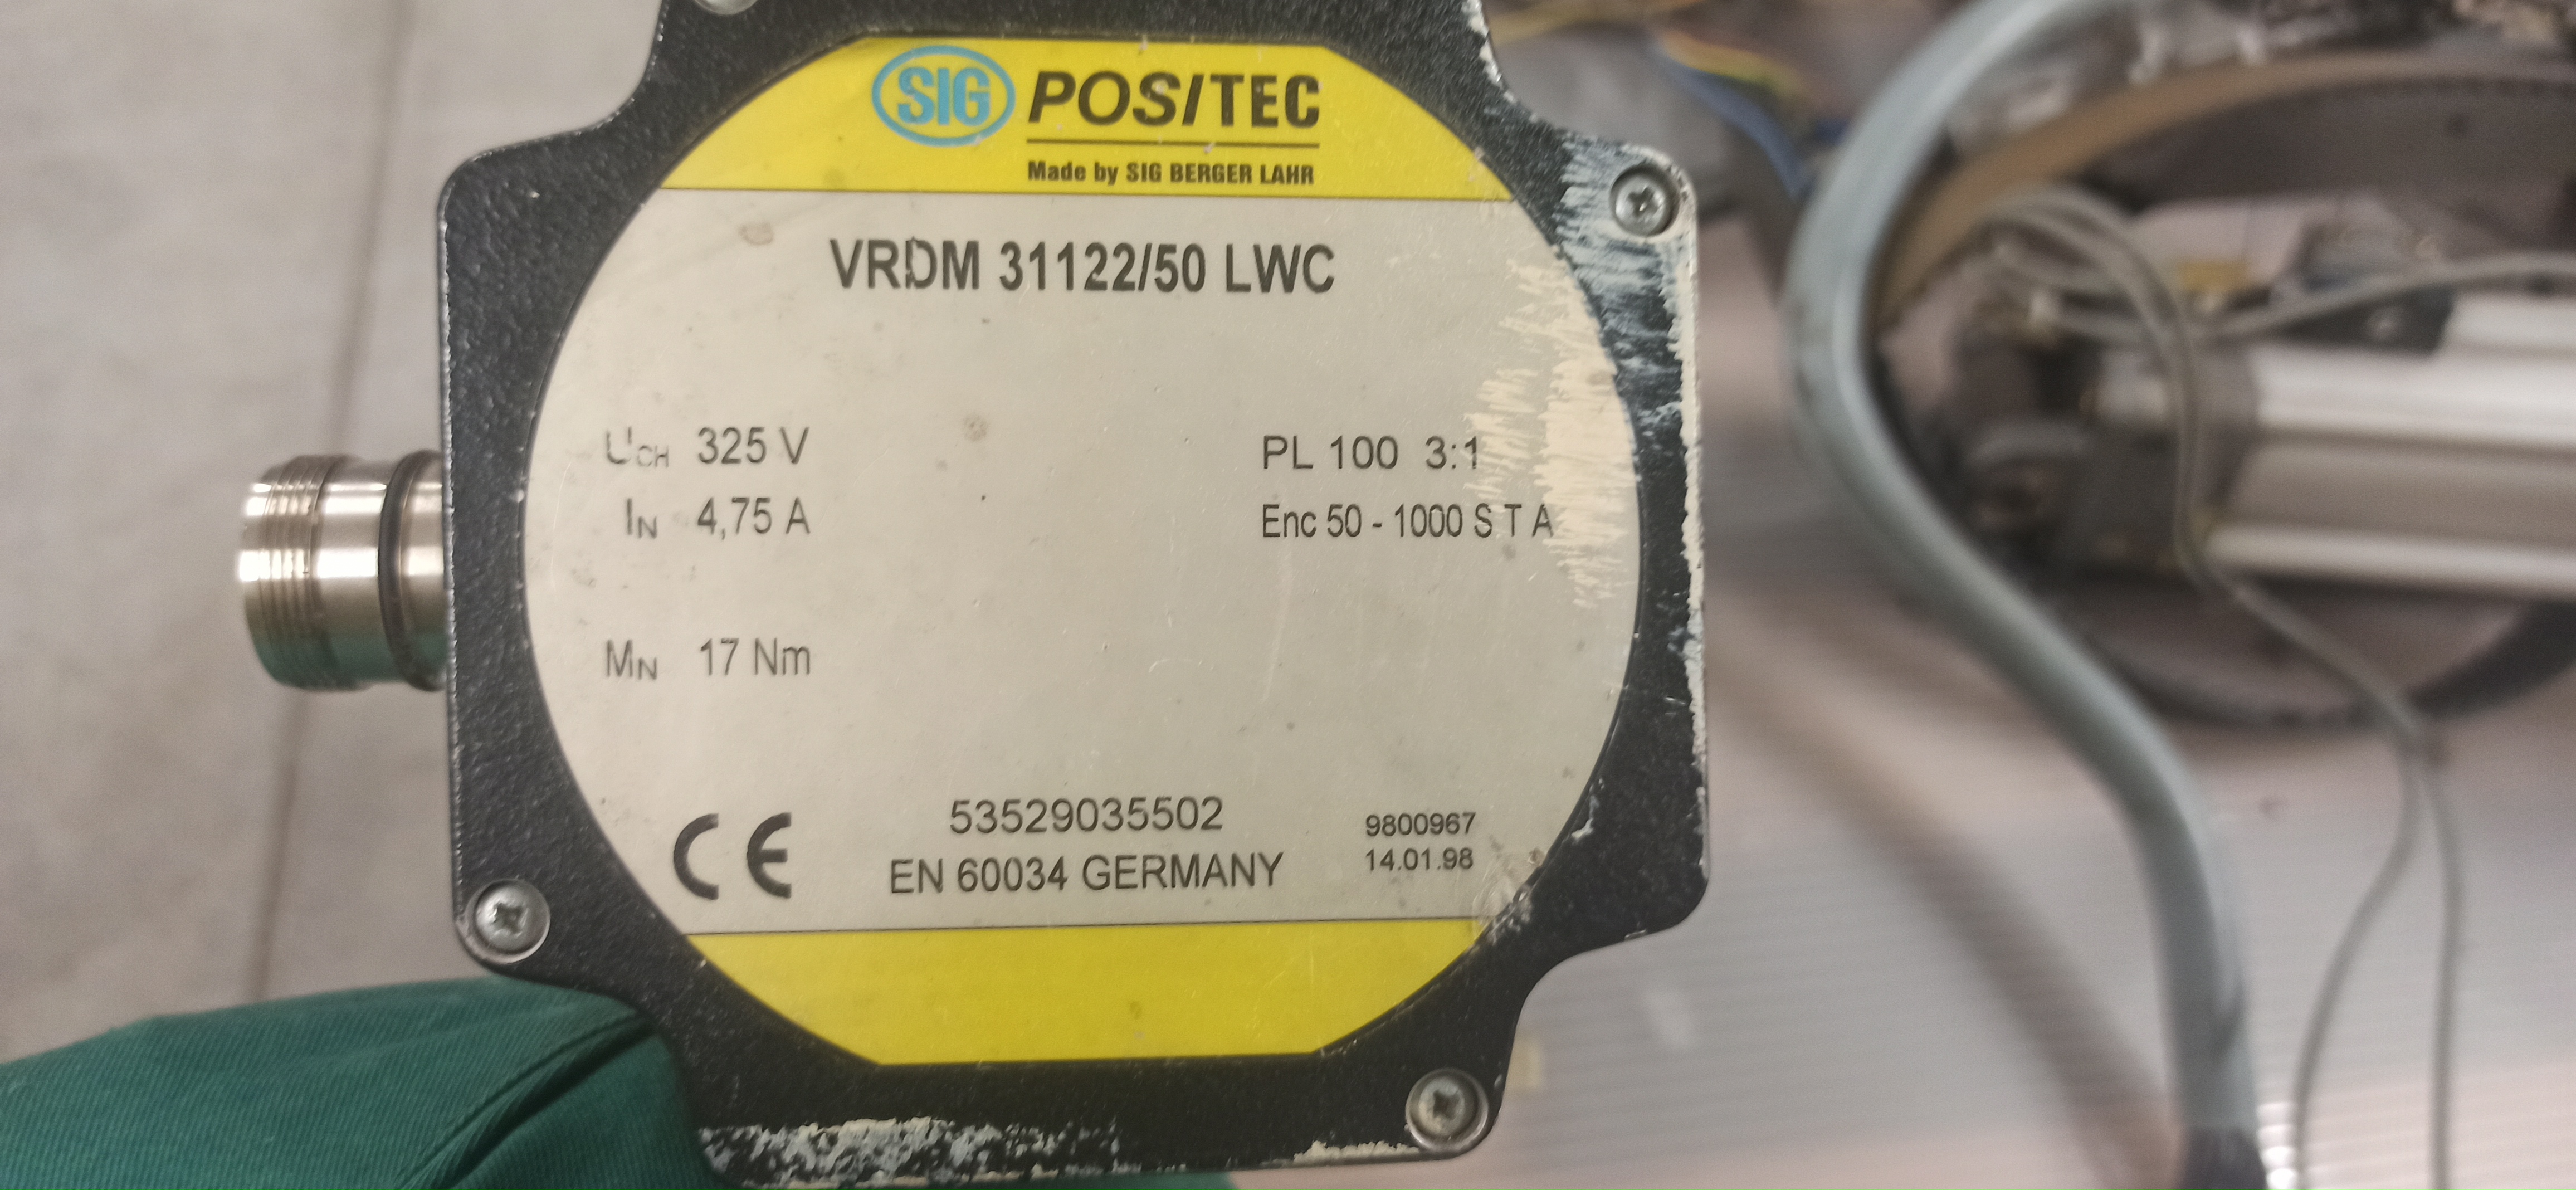 SIG POSITEC
Made by SIG BERGER LAHR
VRDM 31122/50 LWC
UCH 325 V
PL 100 3:1
IN 4,75 A
Enc 50 - 1000 S T A
MN 17 Nm
CE
53529035502
9800967
EN 60034 GERMANY
14.01.98